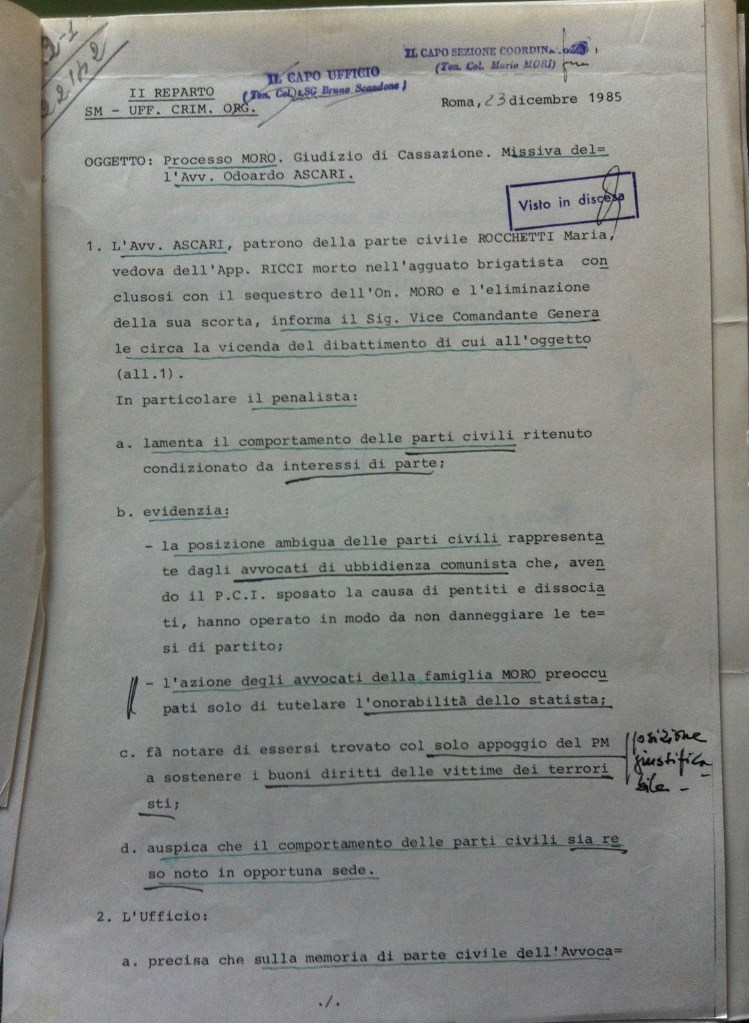 22-1
22162
IL CAPO SEZIONE COORDINA
(Ten. Col. Mario MORI)
IL CAPO UFFICIO
(Ten. Col. SG Bruno Scandone)
II REPARTO
SM - UFF. CRIM. ORG.
Roma, 23 dicembre 1985
OGGETTO: Processo MORO. Giudizio di Cassazione. Missiva del=
l'Avv. Odoardo ASCARI.
Visto in discesa
1. L'Avv. ASCARI, patrono della parte civile ROCCHETTI Maria,
vedova dell'App. RICCI morto nell'agguato brigatista con
clusosi con il sequestro dell'On. MORO e l'eliminazione
della sua scorta, informa il Sig. Vice Comandante Genera
le circa la vicenda del dibattimento di cui all'oggetto
(all.1).
In particolare il penalista:
a. lamenta il comportamento delle parti civili ritenuto
condizionato da interessi di parte;
b. evidenzia:
- la posizione ambigua delle parti civili rappresenta
te dagli avvocati di ubbidienza comunista che, aven
do il P.C.I. sposato la causa di pentiti e dissocia
ti, hanno operato in modo da non danneggiare le te=
si di partito;
- l'azione degli avvocati della famiglia MORO preoccu
pati solo di tutelare l'onorabilità dello statista;
c. fà notare di essersi trovato col solo appoggio del PM
a sostenere i buoni diritti delle vittime dei terrori
sti;
posizione
giustifica
bile -
d. auspica che il comportamento delle parti civili sia re
so noto in opportuna sede.
2. L'Ufficio:
a. precisa che sulla memoria di parte civile dell'Avvoca=
./.